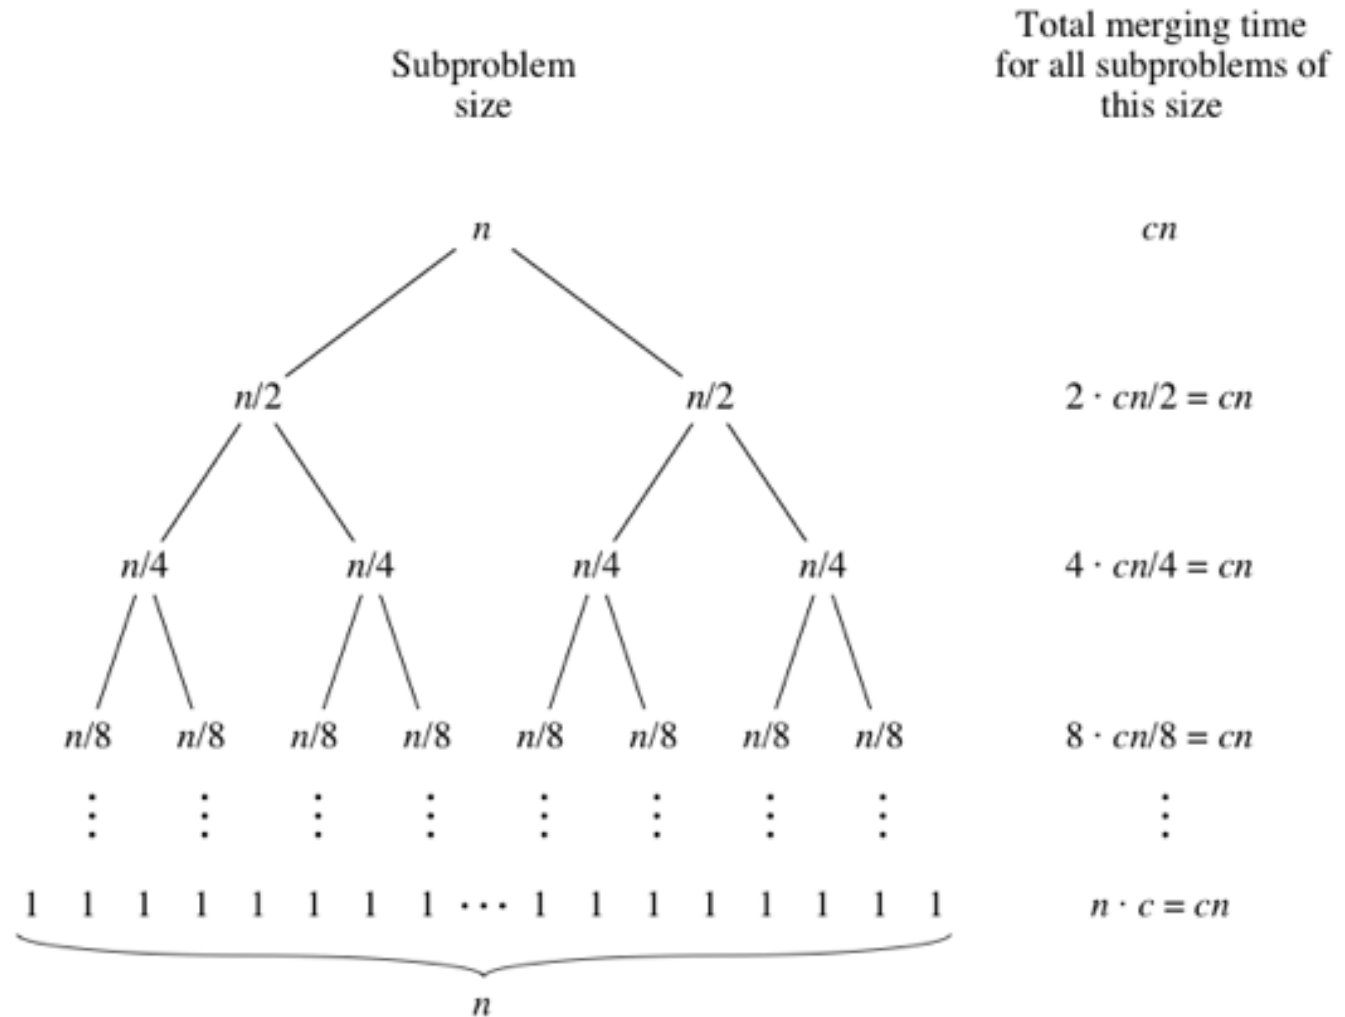 Subproblem
size
Total merging time
for all subproblems of
this size
n
cn
n/2 n/2
2 · cn/2 = cn
n/4 n/4 n/4 n/4
4 · cn/4 = cn
n/8 n/8 n/8 n/8 n/8 n/8 n/8 n/8
8 · cn/8 = cn
⋮ ⋮ ⋮ ⋮ ⋮ ⋮ ⋮ ⋮
⋮
1 1 1 1 1 1 1 1 ··· 1 1 1 1 1 1 1 1
n · c = cn
n